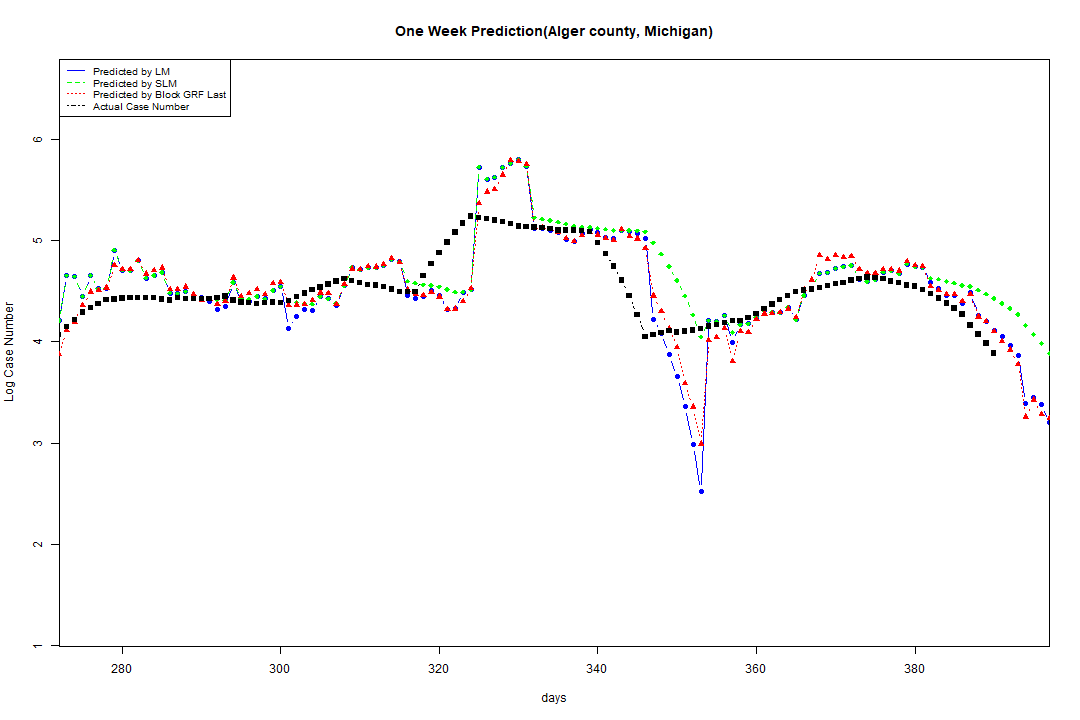 One Week Prediction(Alger county, Michigan)
Predicted by LM
Predicted by SLM
Predicted by Block GRF Last
Actual Case Number
Log Case Number
6
5
4
3
2
1
280
300
320
340
360
380
days